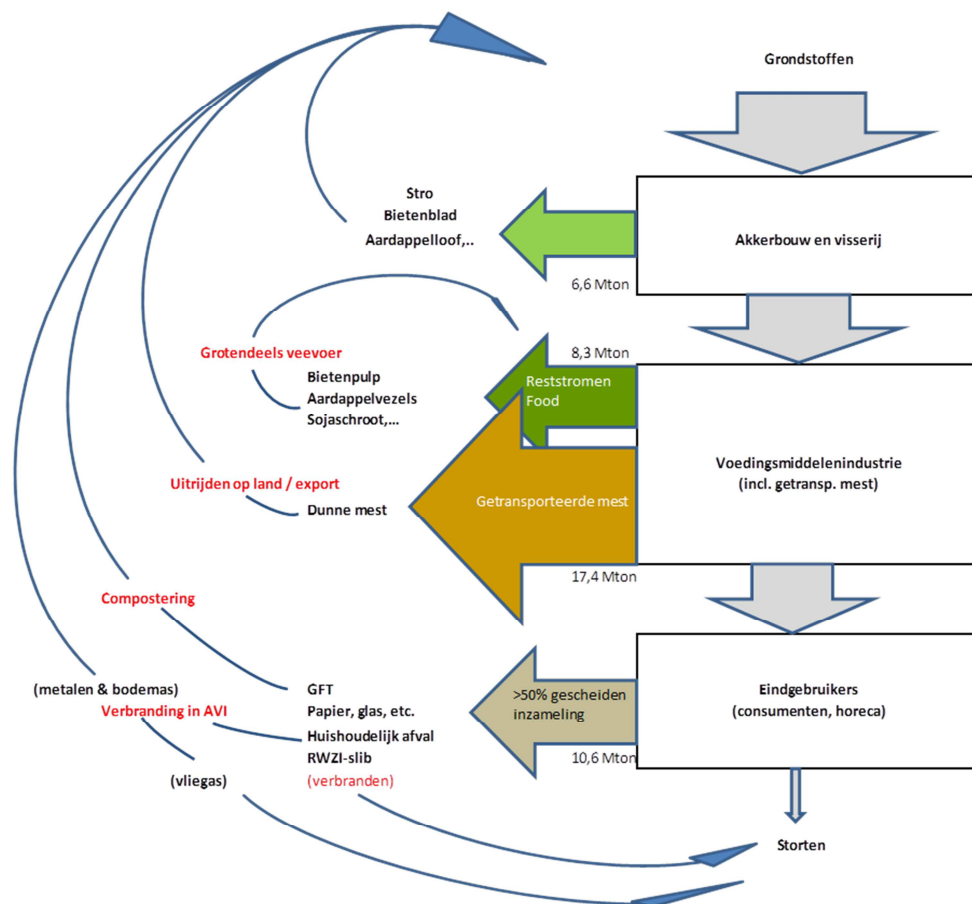 Grondstoffen
Stro
Bietenblad
Aardappelloof,..
Akkerbouw en visserij
6,6 Mton
8,3 Mton
Grotendeels veevoer
Bietenpulp
Aardappelvezels
Sojaschroot,...
Reststromen
Food
Voedingsmiddelenindustrie
(incl. getransp. mest)
Uitrijden op land / export
Dunne mest
Getransporteerde mest
17,4 Mton
Compostering
(metalen & bodemas)
Verbranding in AVI
GFT
Papier, glas, etc.
Huishoudelijk afval
RWZI-slib
(verbranden)
(vliegas)
>50% gescheiden
inzameling
10,6 Mton
Eindgebruikers
(consumenten, horeca)
Storten